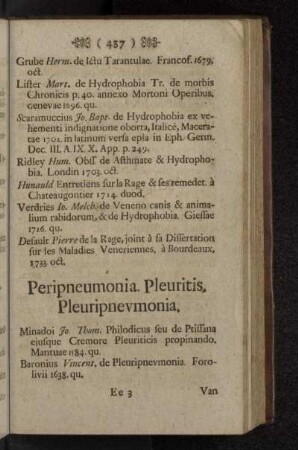 ( 437 )
Grube Herm. de Ictu Tarantulae. Francof. 1679.
oct.
Lister Mart. de Hydrophobia Tr. de morbis
Chronicis p. 40. annexo Mortoni Operibus,
Genevae 1696. qu.
Scaramuccius Jo. Bapt. de Hydrophobia ex ve-
hementi indignatione oborta, Italicè, Macera-
tae 1702. in latinum versa epla in Eph. Germ.
Dec. III. A. IX. X. App. p. 249.
Ridley Hum. Obss. de Asthmate & Hydropho-
bia. Londin 1703. oct.
Hunauld Entretiens sur la Rage & ses remedet. à
Chateaugontier 1714. duod.
Verdries Jo. Melch. de Veneno canis & anima-
lium rabidorum, & de Hydrophobia. Giessae
1726. qu.
Desault Pierre de la Rage, joint à sa Dissertation
sur les Maladies Veneriennes, à Bourdeaux,
1733. oct.
Peripneumonia. Pleuritis,
Pleuripnevmonia,
Minadoi Jo. Thom. Philodicus seu de Ptissina
ejusque Cremore Pleuriticis propinando.
Mantuae 1584. qu.
Baronius Vincent. de Pleuripnevmonia. Foro-
livii 1638. qu.
Ee 3 Van